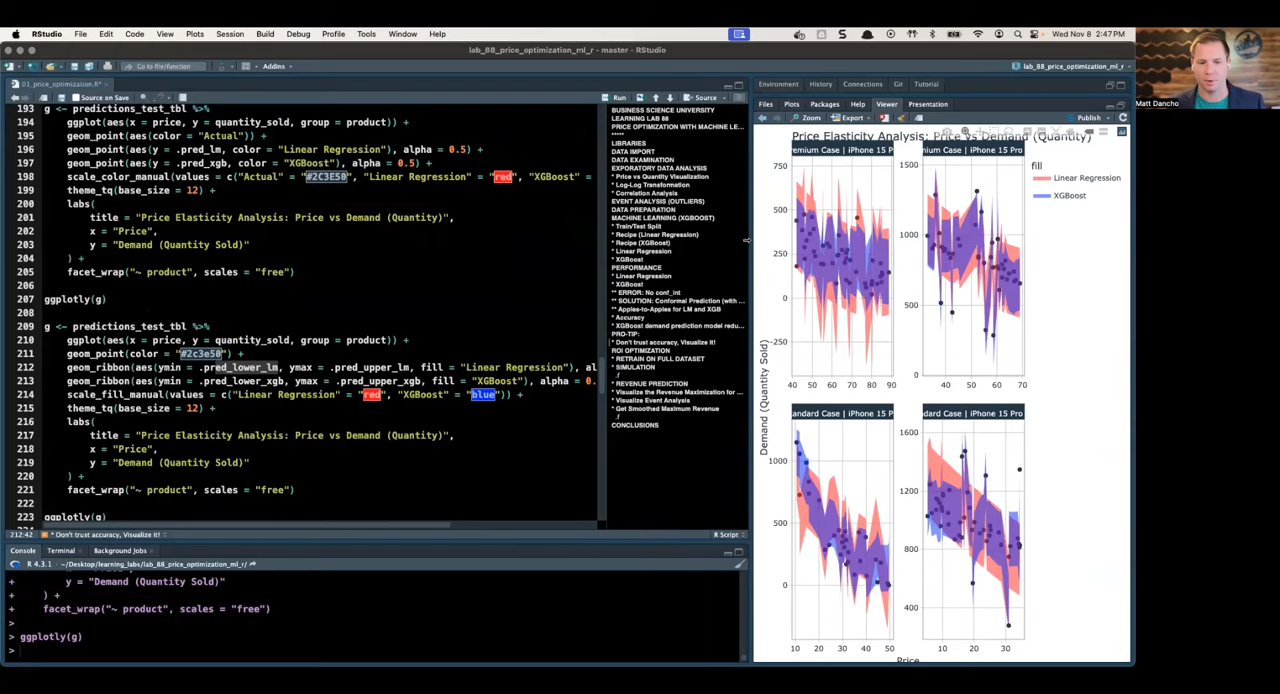 RStudio File Edit Code View Plots Session Build Debug Profile Tools Window Help Wed Nov 8 2:47PM
lab_88_price_optimization_ml_r - master - RStudio
Go to file/function Addins lab_88_price_optimization_ml_r
01_price_optimization.R*
Source on Save Run Source
193 g <- predictions_test_tbl %>%
194 ggplot(aes(x = price, y = quantity_sold, group = product)) +
195 geom_point(aes(color = "Actual")) +
196 geom_point(aes(y = .pred_lm, color = "Linear Regression"), alpha = 0.5) +
197 geom_point(aes(y = .pred_xgb, color = "XGBoost"), alpha = 0.5) +
198 scale_color_manual(values = c("Actual" = "#2C3E50", "Linear Regression" = "red", "XGBoost" =
199 theme_tq(base_size = 12) +
200 labs(
201 title = "Price Elasticity Analysis: Price vs Demand (Quantity)",
202 x = "Price",
203 y = "Demand (Quantity Sold)"
204 ) +
205 facet_wrap("~ product", scales = "free")
206
207 ggplotly(g)
208
209 g <- predictions_test_tbl %>%
210 ggplot(aes(x = price, y = quantity_sold, group = product)) +
211 geom_point(color = "#2c3e50") +
212 geom_ribbon(aes(ymin = .pred_lower_lm, ymax = .pred_upper_lm, fill = "Linear Regression"), al
213 geom_ribbon(aes(ymin = .pred_lower_xgb, ymax = .pred_upper_xgb, fill = "XGBoost"), alpha = 0.
214 scale_fill_manual(values = c("Linear Regression" = "red", "XGBoost" = "blue")) +
215 theme_tq(base_size = 12) +
216 labs(
217 title = "Price Elasticity Analysis: Price vs Demand (Quantity)",
218 x = "Price",
219 y = "Demand (Quantity Sold)"
220 ) +
221 facet_wrap("~ product", scales = "free")
222
223 ggplotly(g)
212:42 * Don't trust accuracy, Visualize it! R Script
BUSINESS SCIENCE UNIVERSITY
LEARNING LAB 88
PRICE OPTIMIZATION WITH MACHINE LE...
LIBRARIES
DATA IMPORT
DATA EXAMINATION
EXPORATORY DATA ANALYSIS
* Price vs Quantity Visualization
* Log-Log Transformation
* Correlation Analysis
EVENT ANALYSIS (OUTLIERS)
DATA PREPARATION
MACHINE LEARNING (XGBOOST)
* Train/Test Split
* Recipe (Linear Regression)
* Recipe (XGBoost)
* Linear Regression
* XGBoost
PERFORMANCE
* Linear Regression
* XGBoost
** ERROR: No conf_int
** SOLUTION: Conformal Prediction (with ...
** Apples-to-Apples for LM and XGB
* Accuracy
* XGBoost demand prediction model redu...
PRO-TIP:
* Don't trust accuracy, Visualize it!
ROI OPTIMIZATION
* RETRAIN ON FULL DATASET
* SIMULATION
.f
* REVENUE PREDICTION
* Visualize the Revenue Maximization for ...
* Visualize Event Analysis
* Get Smoothed Maximum Revenue
.f
CONCLUSIONS
Console Terminal Background Jobs
R 4.3.1 · ~/Desktop/learning_labs/lab_88_price_optimization_ml_r/
+ y = "Demand (Quantity Sold)"
+ ) +
+ facet_wrap("~ product", scales = "free")
>
> ggplotly(g)
>
Environment History Connections Git Tutorial
Files Plots Packages Help Viewer Presentation
Zoom Export Publish
Price Elasticity Analysis: Price vs Demand (Quantity)
emium Case | iPhone 15 P emium Case | iPhone 15 Pro
fill
Linear Regression
XGBoost
750
500
250
0
-250
40 50 60 70 80 90
1500
1000
500
0
40 50 60 70
Demand (Quantity Sold)
andard Case | iPhone 15 P ndard Case | iPhone 15 Pro
1000
500
0
10 20 30 40 50
1600
1200
800
400
10 20 30
Price
Matt Dancho